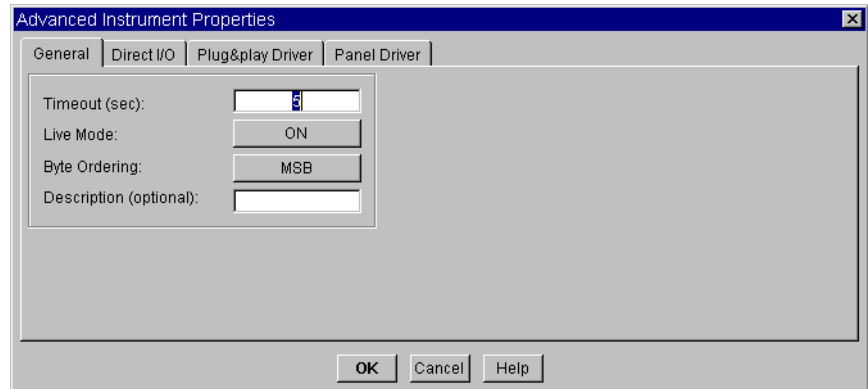 Advanced Instrument Properties
General Direct I/O Plug&play Driver Panel Driver
Timeout (sec): 5
Live Mode: ON
Byte Ordering: MSB
Description (optional):
OK Cancel Help